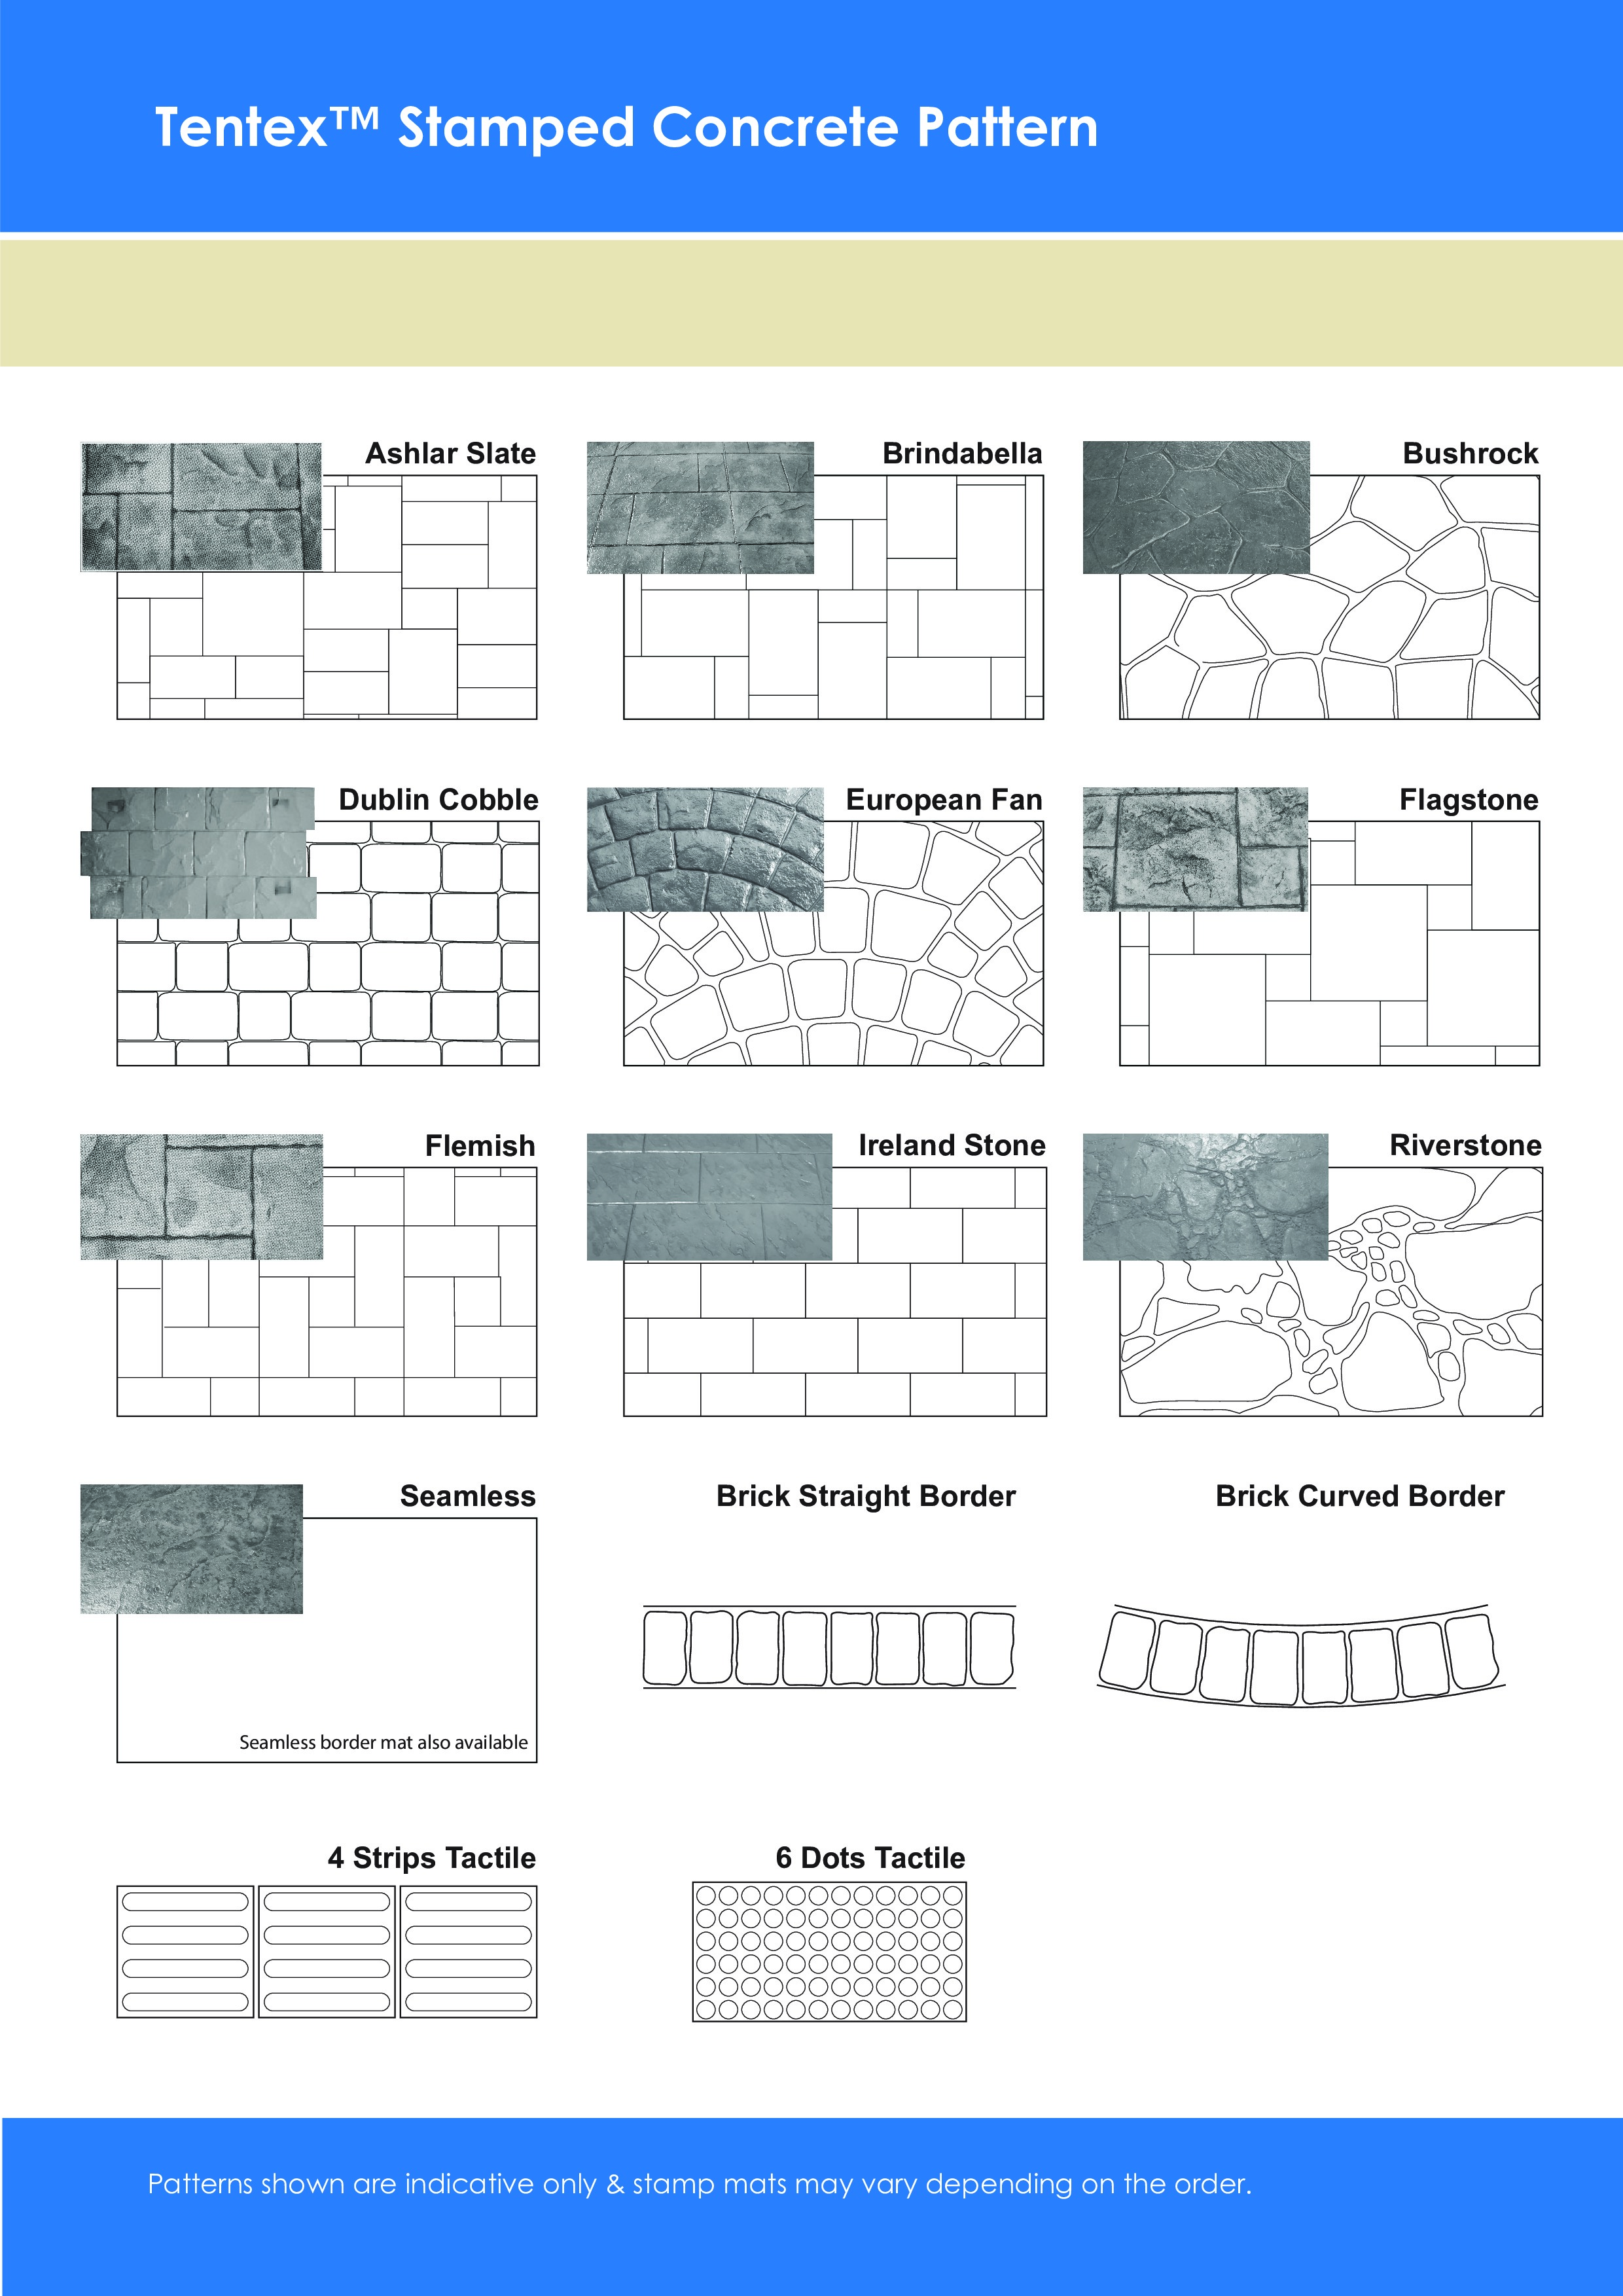 Tentex™ Stamped Concrete Pattern
Ashlar Slate
Brindabella
Bushrock
Dublin Cobble
European Fan
Flagstone
Flemish
Ireland Stone
Riverstone
Seamless
Brick Straight Border
Brick Curved Border
Seamless border mat also available
4 Strips Tactile
6 Dots Tactile
Patterns shown are indicative only & stamp mats may vary depending on the order.